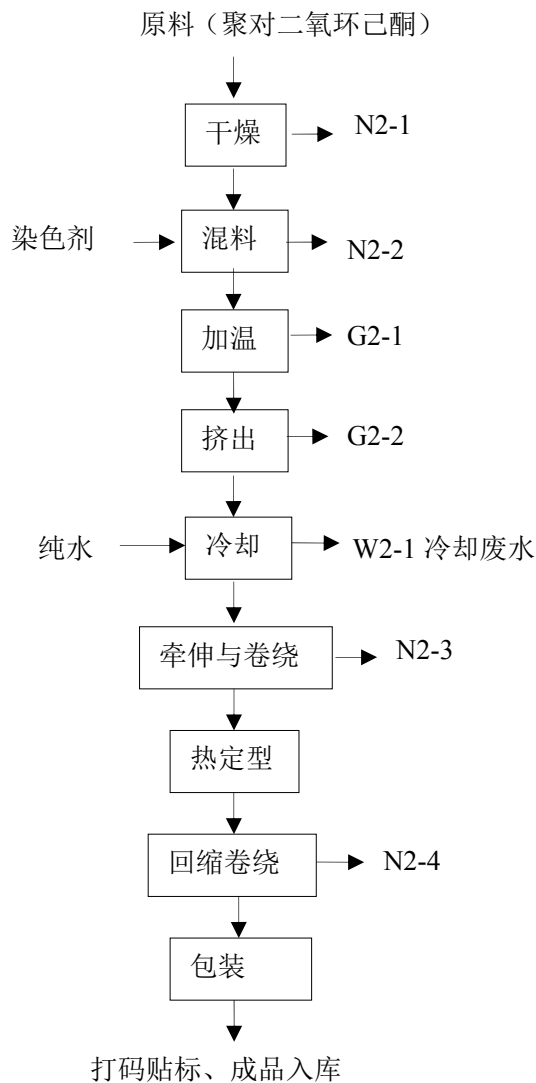 原料（聚对二氧环己酮）
干燥 N2-1
染色剂 混料 N2-2
加温 G2-1
挤出 G2-2
纯水 冷却 W2-1 冷却废水
牵伸与卷绕 N2-3
热定型
回缩卷绕 N2-4
包装
打码贴标、成品入库